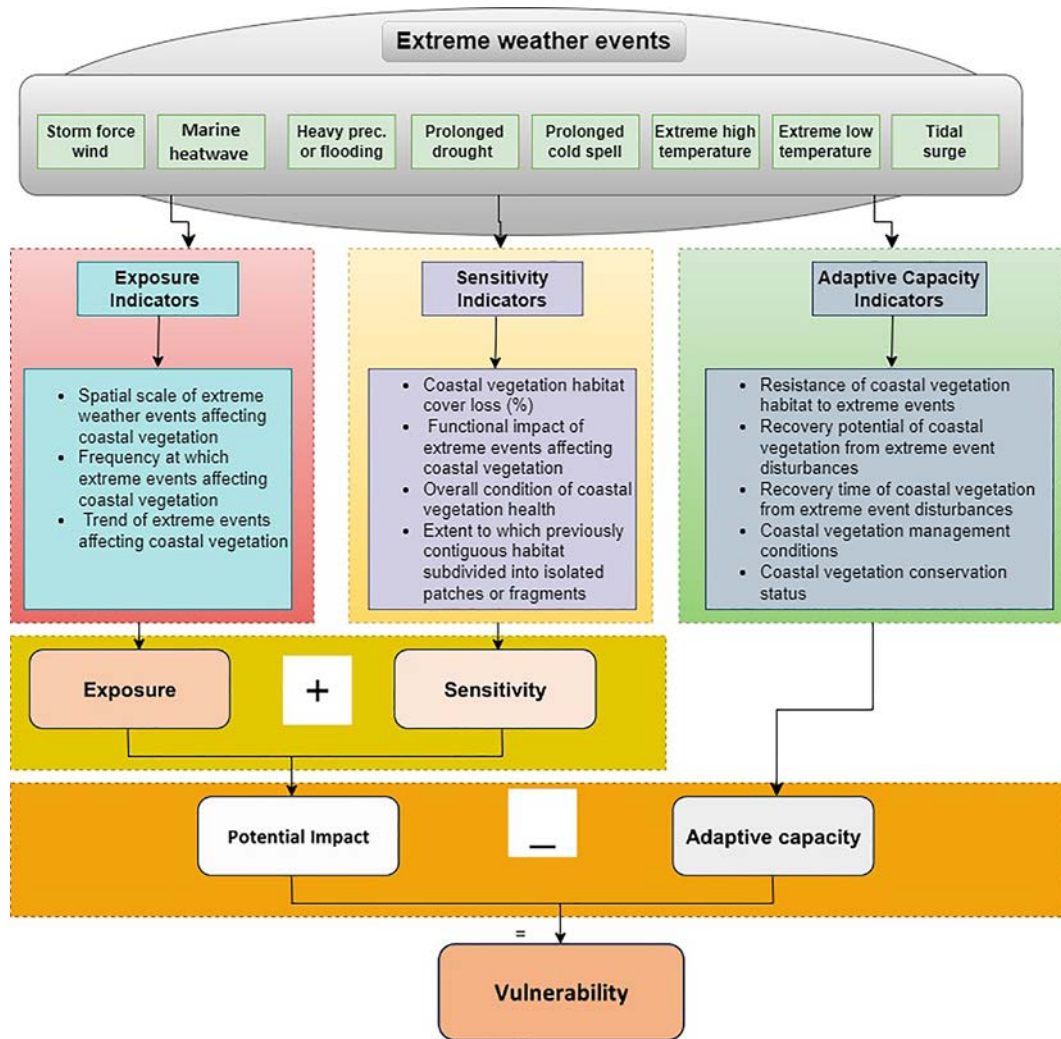 Extreme weather events
Storm force
wind
Marine
heatwave
Heavy prec.
or flooding
Prolonged
drought
Prolonged
cold spell
Extreme high
temperature
Extreme low
temperature
Tidal
surge
Exposure
Indicators
• Spatial scale of extreme
weather events affecting
coastal vegetation
• Frequency at which
extreme events affecting
coastal vegetation
• Trend of extreme events
affecting coastal vegetation
Sensitivity
Indicators
• Coastal vegetation habitat
cover loss (%)
• Functional impact of
extreme events affecting
coastal vegetation
• Overall condition of coastal
vegetation health
• Extent to which previously
contiguous habitat
subdivided into isolated
patches or fragments
Adaptive Capacity
Indicators
• Resistance of coastal vegetation
habitat to extreme events
• Recovery potential of coastal
vegetation from extreme event
disturbances
• Recovery time of coastal vegetation
from extreme event disturbances
• Coastal vegetation management
conditions
• Coastal vegetation conservation
status
Exposure
+
Sensitivity
Potential Impact
_
Adaptive capacity
=
Vulnerability